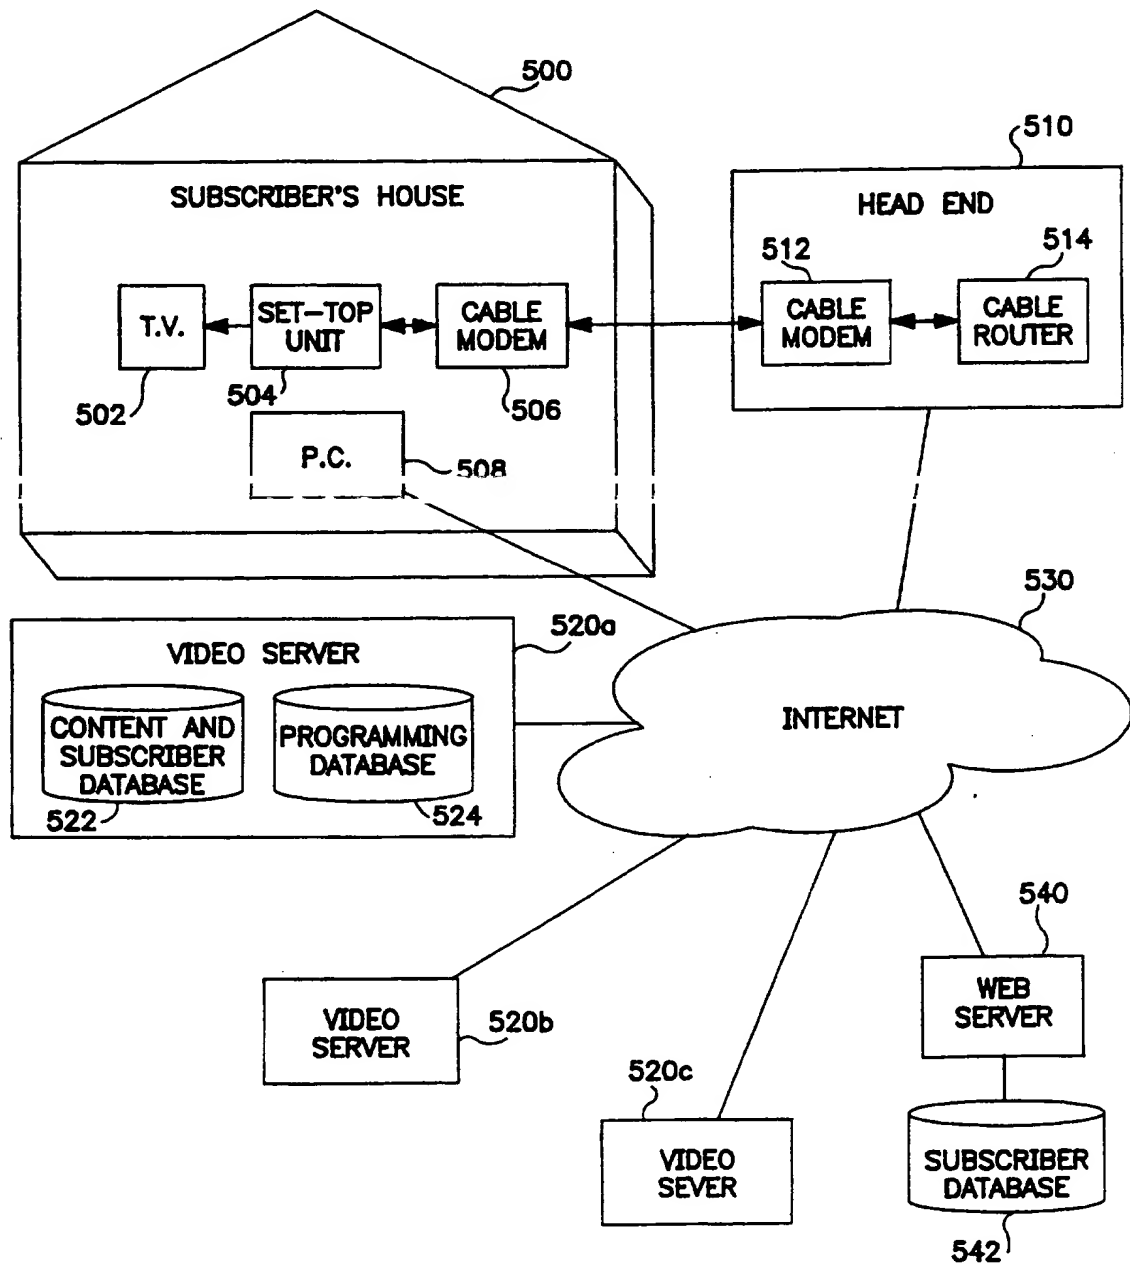 500
SUBSCRIBER'S HOUSE
T.V.
SET-TOP
UNIT
CABLE
MODEM
502
504
506
P.C.
508
510
HEAD END
512
514
CABLE
MODEM
CABLE
ROUTER
530
INTERNET
520a
VIDEO SERVER
CONTENT AND
SUBSCRIBER
DATABASE
PROGRAMMING
DATABASE
522
524
VIDEO
SERVER
520b
520c
VIDEO
SEVER
540
WEB
SERVER
SUBSCRIBER
DATABASE
542